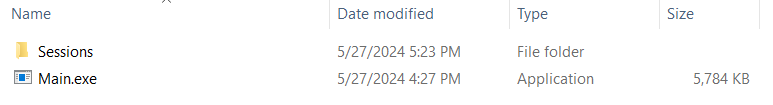 Name Date modified Type Size
Sessions 5/27/2024 5:23 PM File folder
Main.exe 5/27/2024 4:27 PM Application 5,784 KB